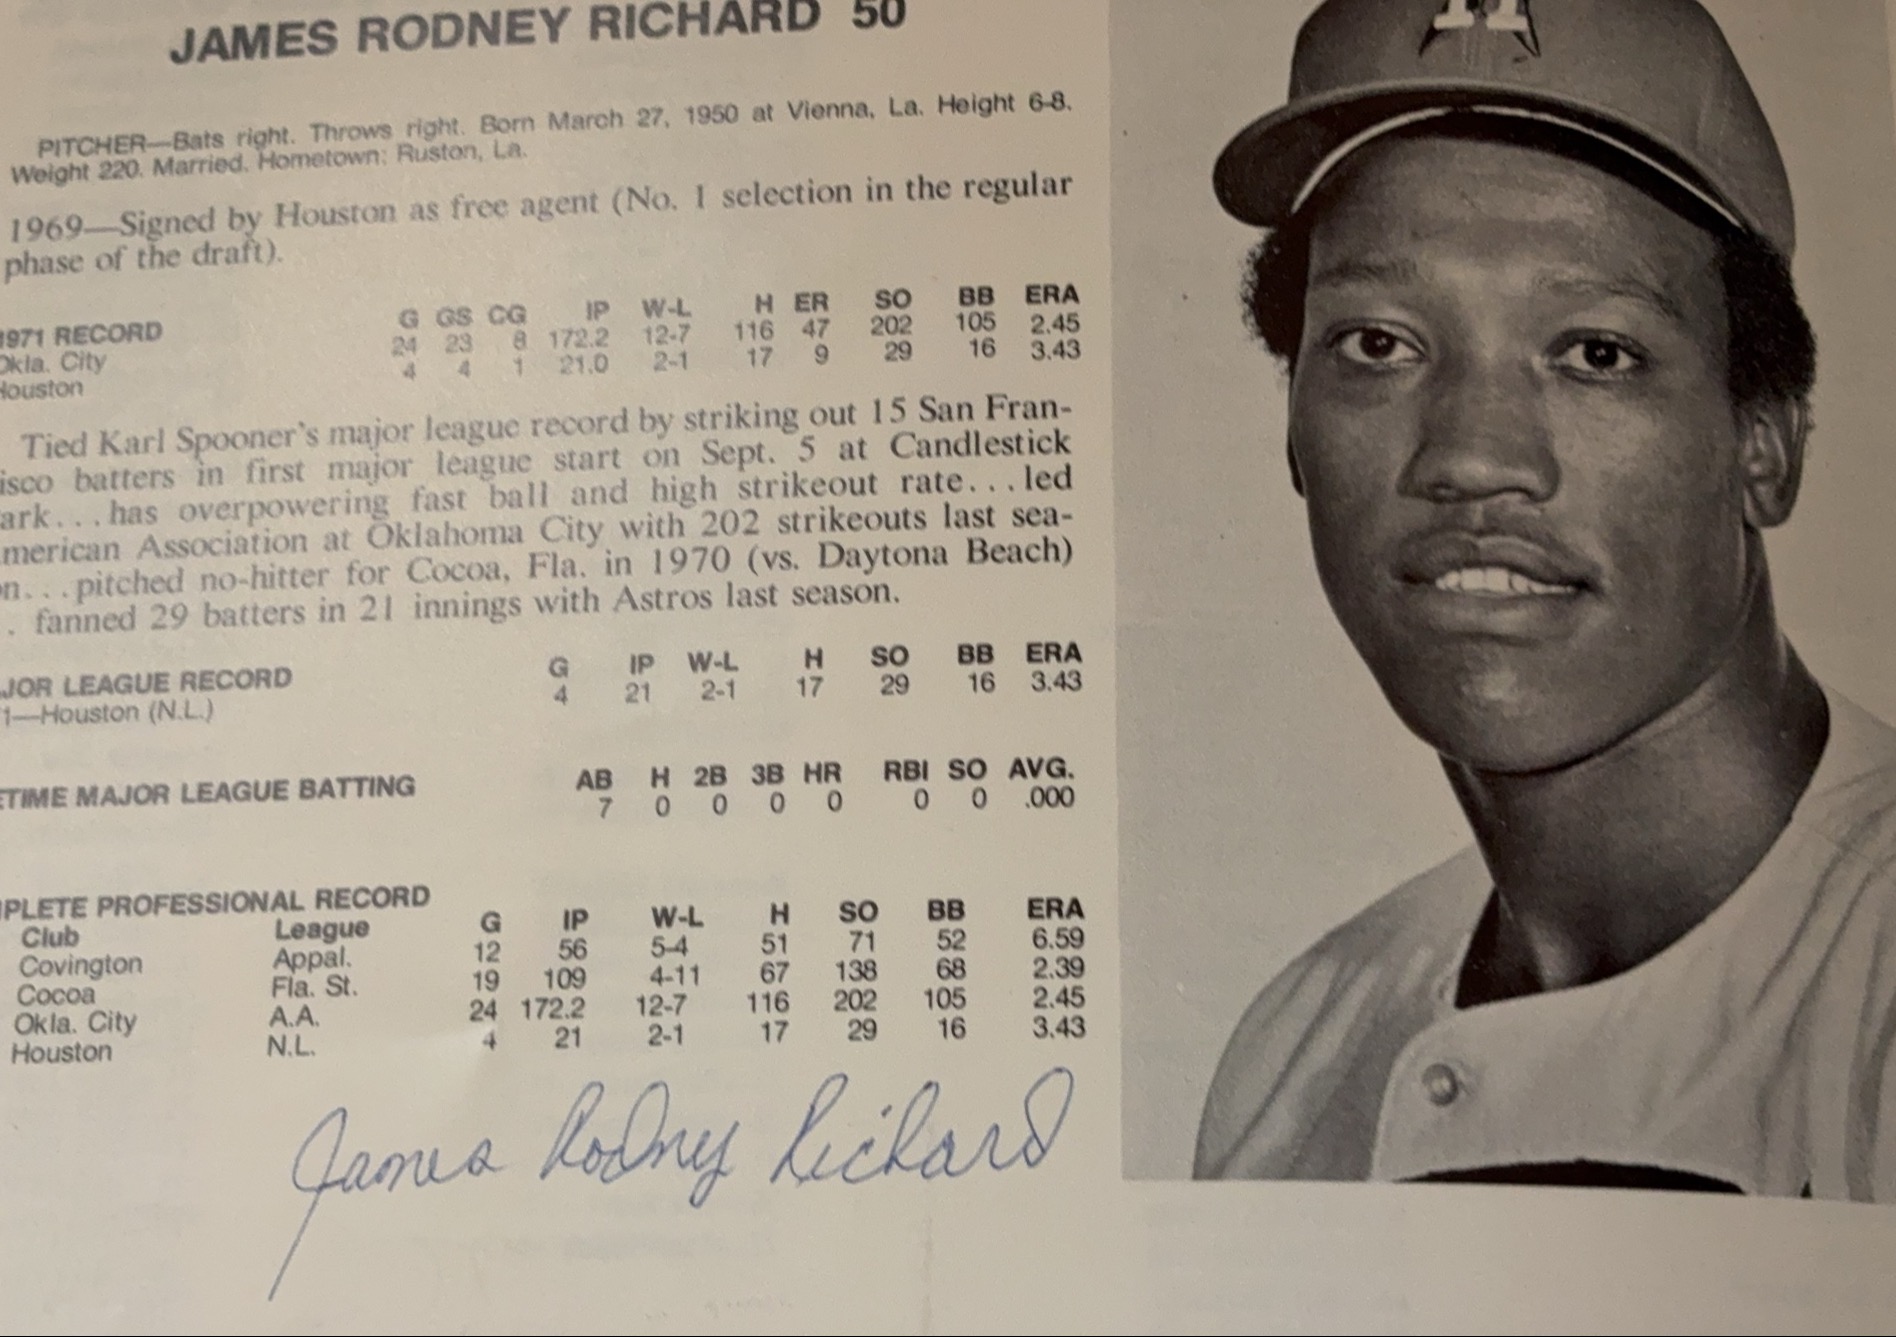 JAMES RODNEY RICHARD 50
PITCHER—Bats right. Throws right. Born March 27, 1950 at Vienna, La. Height 6-8.
Weight 220. Married. Hometown: Ruston, La.
1969—Signed by Houston as free agent (No. 1 selection in the regular
phase of the draft).
1971 RECORD G GS CG IP W-L H ER SO BB ERA
Okla. City 24 23 8 172.2 12-7 116 47 202 105 2.45
Houston 4 4 1 21.0 2-1 17 9 29 16 3.43
Tied Karl Spooner's major league record by striking out 15 San Fran-
isco batters in first major league start on Sept. 5 at Candlestick
ark...has overpowering fast ball and high strikeout rate...led
merican Association at Oklahoma City with 202 strikeouts last sea-
n...pitched no-hitter for Cocoa, Fla. in 1970 (vs. Daytona Beach)
. fanned 29 batters in 21 innings with Astros last season.
JOR LEAGUE RECORD G IP W-L H SO BB ERA
1—Houston (N.L.) 4 21 2-1 17 29 16 3.43
ETIME MAJOR LEAGUE BATTING AB H 2B 3B HR RBI SO AVG.
7 0 0 0 0 0 0 .000
MPLETE PROFESSIONAL RECORD
Club League G IP W-L H SO BB ERA
Covington Appal. 12 56 5-4 51 71 52 6.59
Cocoa Fla. St. 19 109 4-11 67 138 68 2.39
Okla. City A.A. 24 172.2 12-7 116 202 105 2.45
Houston N.L. 4 21 2-1 17 29 16 3.43
James Rodney Richard
H